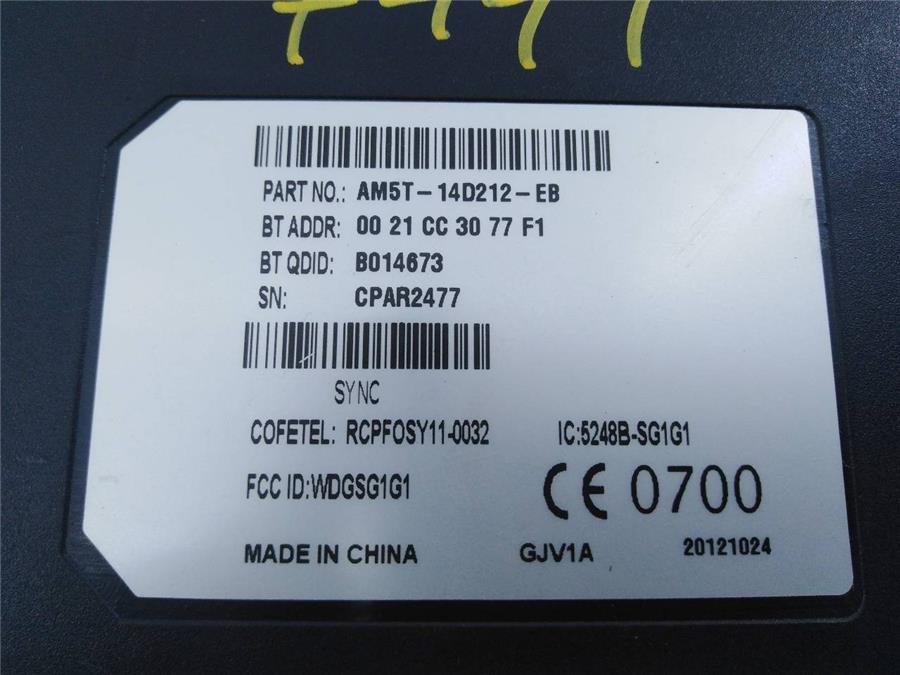 PART NO.: AM5T-14D212-EB
BT ADDR: 00 21 CC 30 77 F1
BT QDID: B014673
SN: CPAR2477
SYNC
COFETEL: RCPFOSY11-0032 IC:5248B-SG1G1
FCC ID:WDGSG1G1 CE 0700
MADE IN CHINA GJV1A 20121024